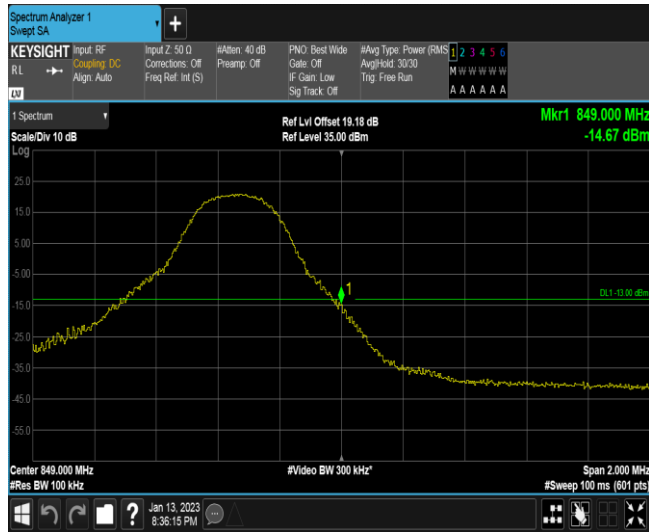 Spectrum Analyzer 1
Swept SA
+
KEYSIGHT
RL
LXI
Input: RF
Coupling: DC
Align: Auto
Input Z: 50 Ω
Corrections: Off
Freq Ref: Int (S)
#Atten: 40 dB
Preamp: Off
PNO: Best Wide
Gate: Off
IF Gain: Low
Sig Track: Off
#Avg Type: Power (RMS
Avg|Hold: 30/30
Trig: Free Run
1 2 3 4 5 6
M W W W W W
A A A A A A
1 Spectrum
Scale/Div 10 dB
Ref Lvl Offset 19.18 dB
Ref Level 35.00 dBm
Mkr1 849.000 MHz
-14.67 dBm
Log
25.0
15.0
5.00
-5.00
-15.0
-25.0
-35.0
-45.0
-55.0
1
DL1 -13.00 dBm
Center 849.000 MHz
#Res BW 100 kHz
#Video BW 300 kHz*
Span 2.000 MHz
#Sweep 100 ms (601 pts)
?
Jan 13, 2023
8:36:15 PM